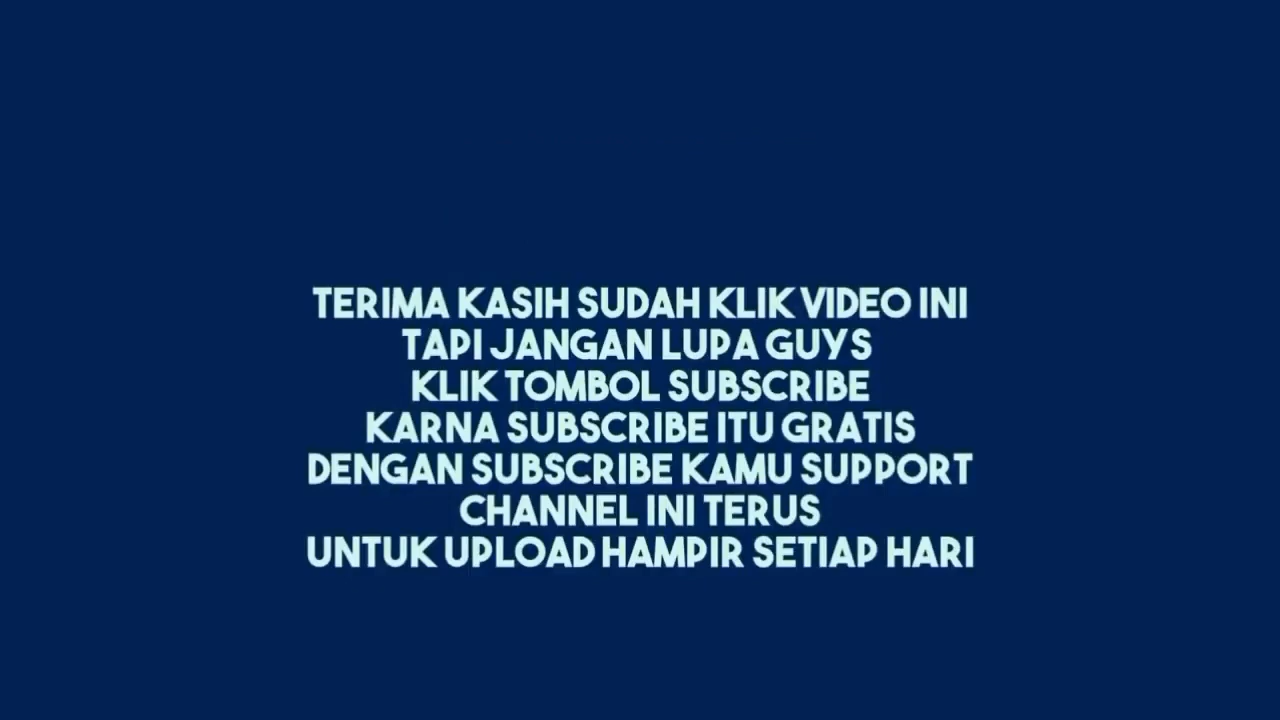 TERIMA KASIH SUDAH KLIK VIDEO INI
TAPI JANGAN LUPA GUYS
KLIK TOMBOL SUBSCRIBE
KARNA SUBSCRIBE ITU GRATIS
DENGAN SUBSCRIBE KAMU SUPPORT
CHANNEL INI TERUS
UNTUK UPLOAD HAMPIR SETIAP HARI